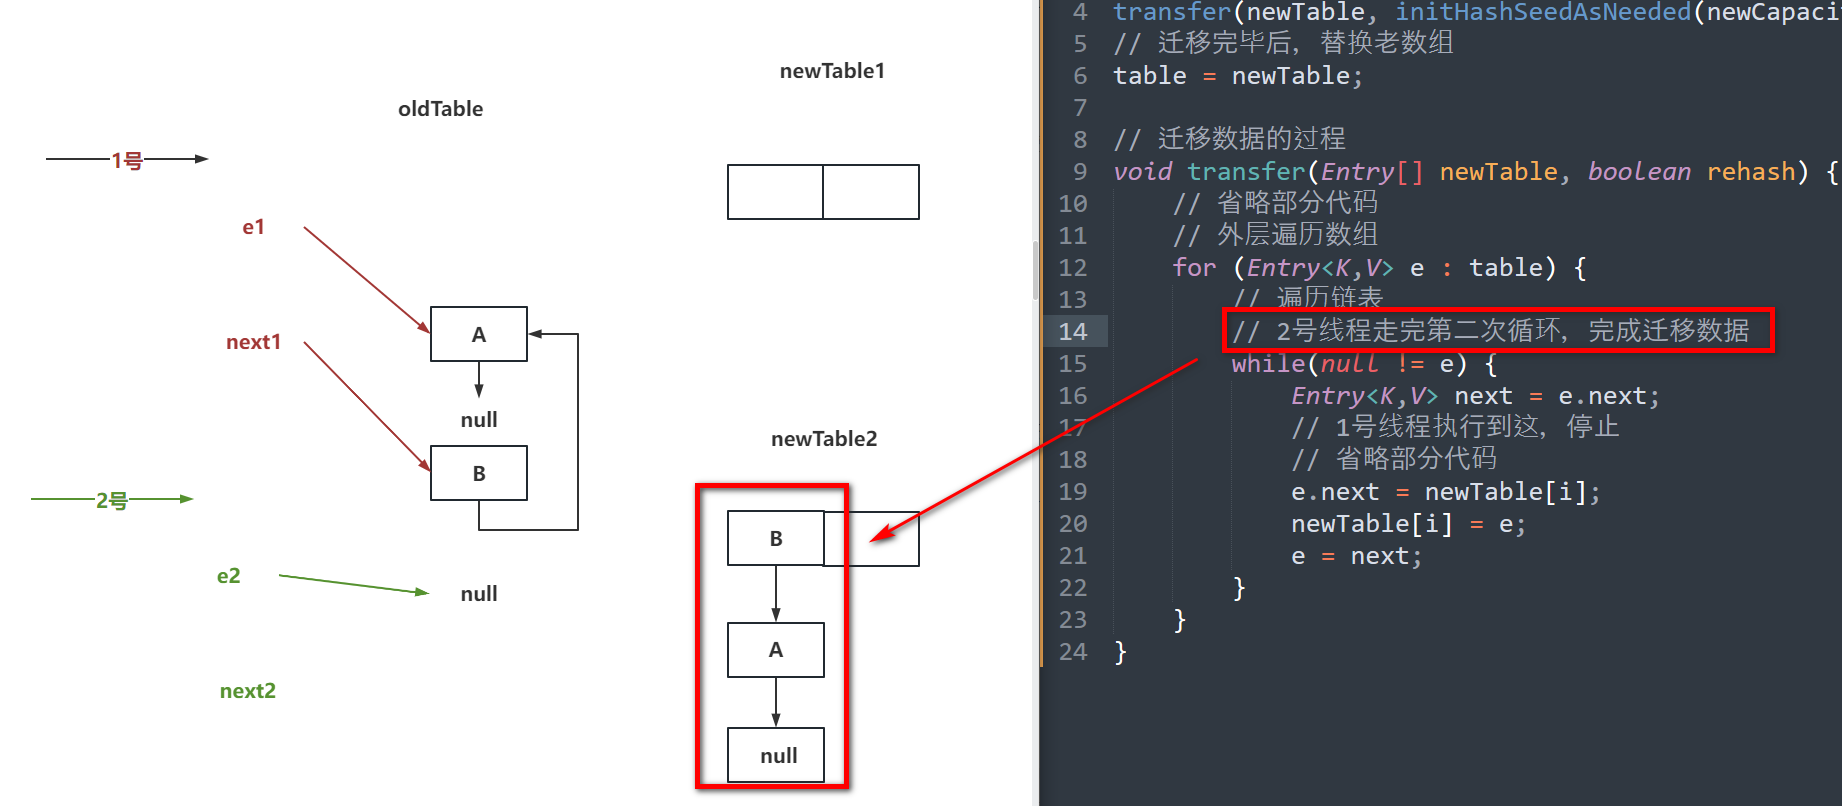 newTable1
oldTable
1号
e1
A
next1
null
B
newTable2
2号
B
e2
null
A
next2
null
4 transfer(newTable, initHashSeedAsNeeded(newCapaci
5 // 迁移完毕后, 替换老数组
6 table = newTable;
7
8 // 迁移数据的过程
9 void transfer(Entry[] newTable, boolean rehash) {
10 // 省略部分代码
11 // 外层遍历数组
12 for (Entry<K,V> e : table) {
13 // 遍历链表
14 // 2号线程走完第二次循环, 完成迁移数据
15 while(null != e) {
16 Entry<K,V> next = e.next;
17 // 1号线程执行到这, 停止
18 // 省略部分代码
19 e.next = newTable[i];
20 newTable[i] = e;
21 e = next;
22 }
23 }
24 }